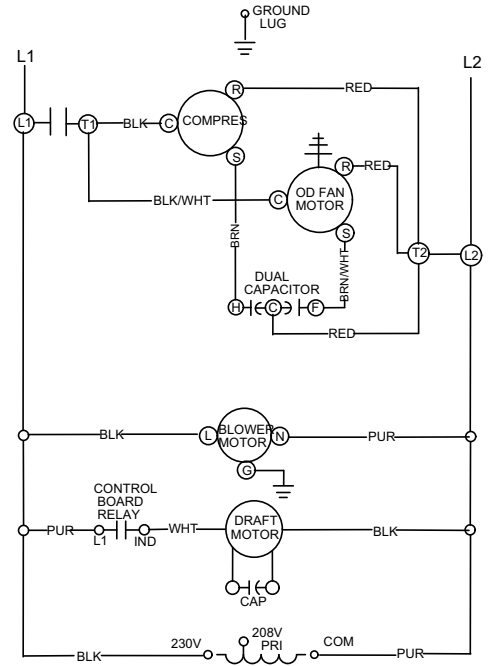 GROUND
LUG
L1
L2
R
RED
L1
T1
BLK
C
COMPRES
S
R
RED
BLK/WHT
C
OD FAN
MOTOR
S
BRN
BRN/WHT
T2
L2
DUAL
CAPACITOR
H
C
F
RED
BLK
L
BLOWER
MOTOR
N
PUR
G
CONTROL
BOARD
RELAY
PUR
L1
IND
WHT
DRAFT
MOTOR
BLK
CAP
230V
208V
PRI
COM
BLK
PUR